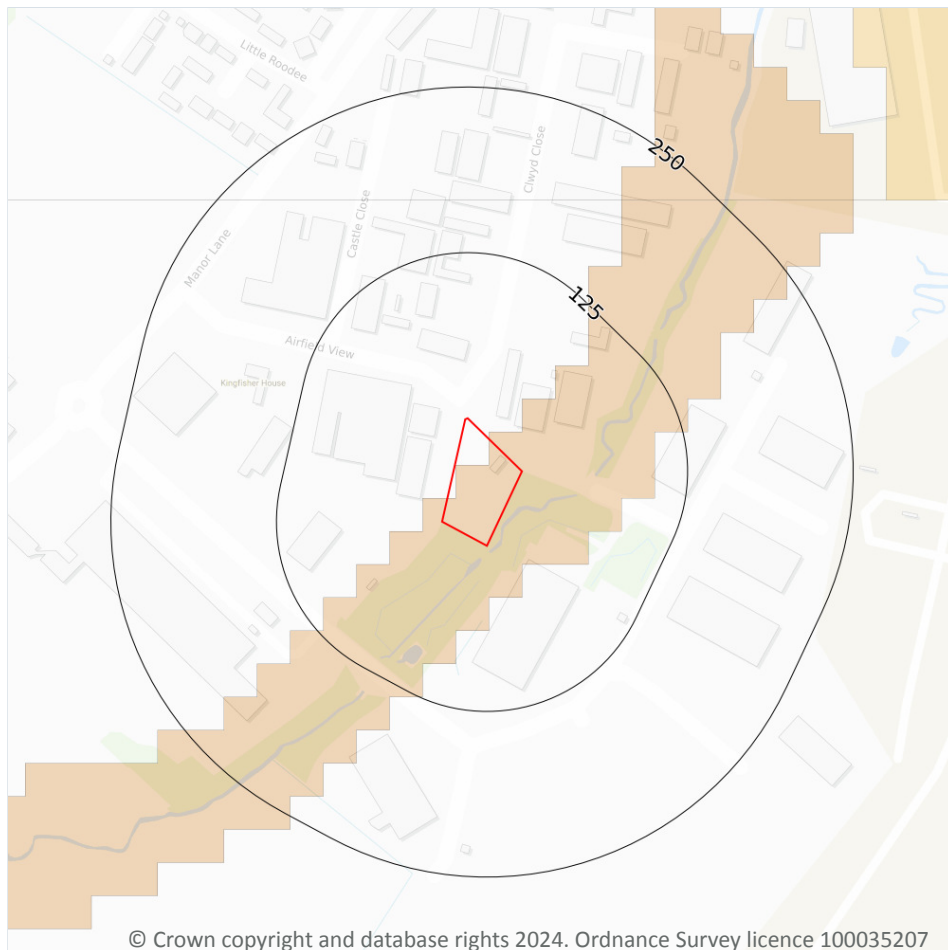 Little Roodee
250
Clwyd Close
Castle Close
Manor Lane
125
Airfield View
Kingfisher House
© Crown copyright and database rights 2024. Ordnance Survey licence 100035207